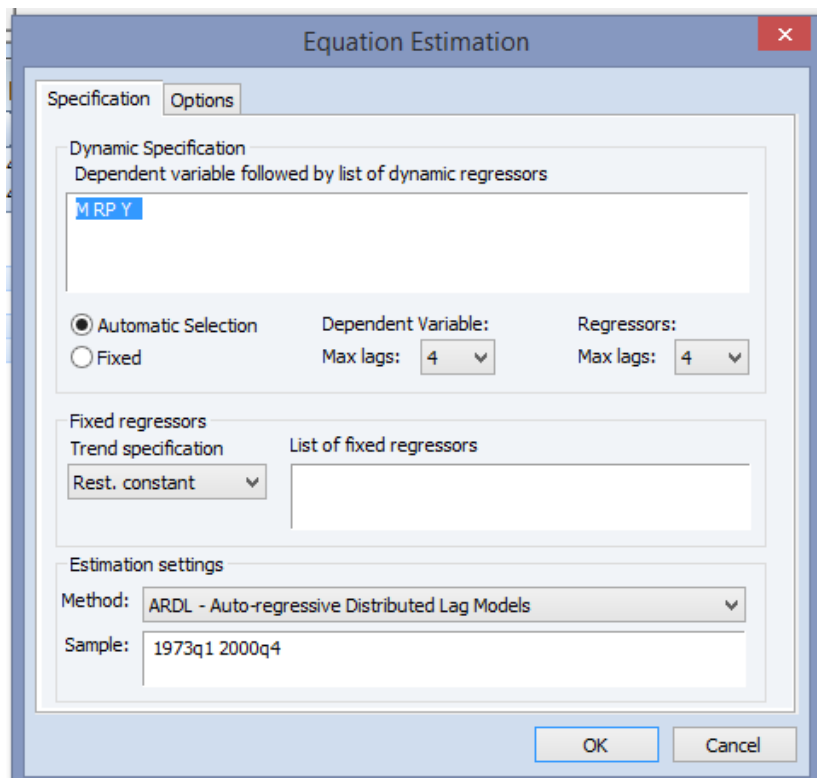 Equation Estimation
Specification
Options
Dynamic Specification
Dependent variable followed by list of dynamic regressors
M RP Y
Automatic Selection
Dependent Variable:
Regressors:
Fixed
Max lags: 4
Max lags: 4
Fixed regressors
Trend specification
List of fixed regressors
Rest. constant
Estimation settings
Method: ARDL - Auto-regressive Distributed Lag Models
Sample: 1973q1 2000q4
OK
Cancel